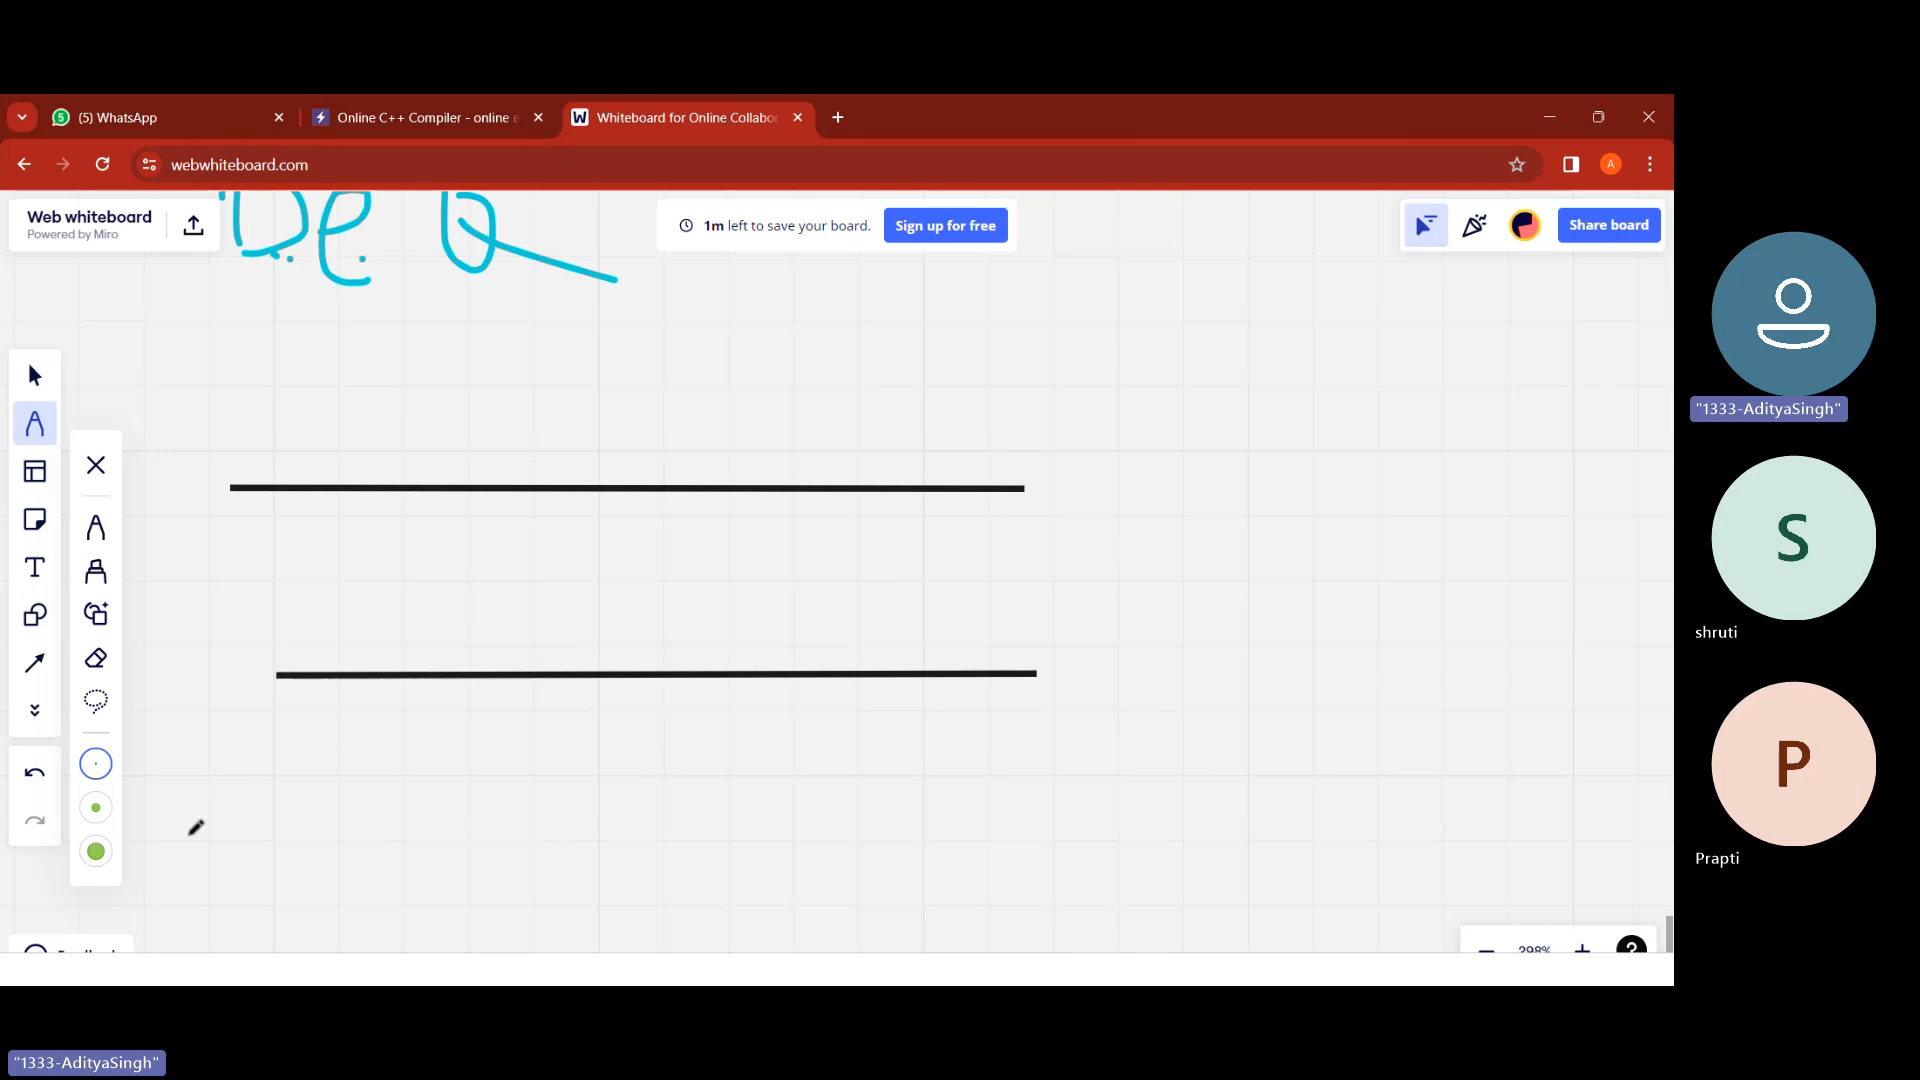 (5) WhatsApp
Online C++ Compiler - online e
Whiteboard for Online Collabor
webwhiteboard.com
A
Web whiteboard
Powered by Miro
D.E.Q
1m left to save your board.
Sign up for free
Share board
"1333-AdityaSingh"
S
shruti
P
Prapti
298%
"1333-AdityaSingh"